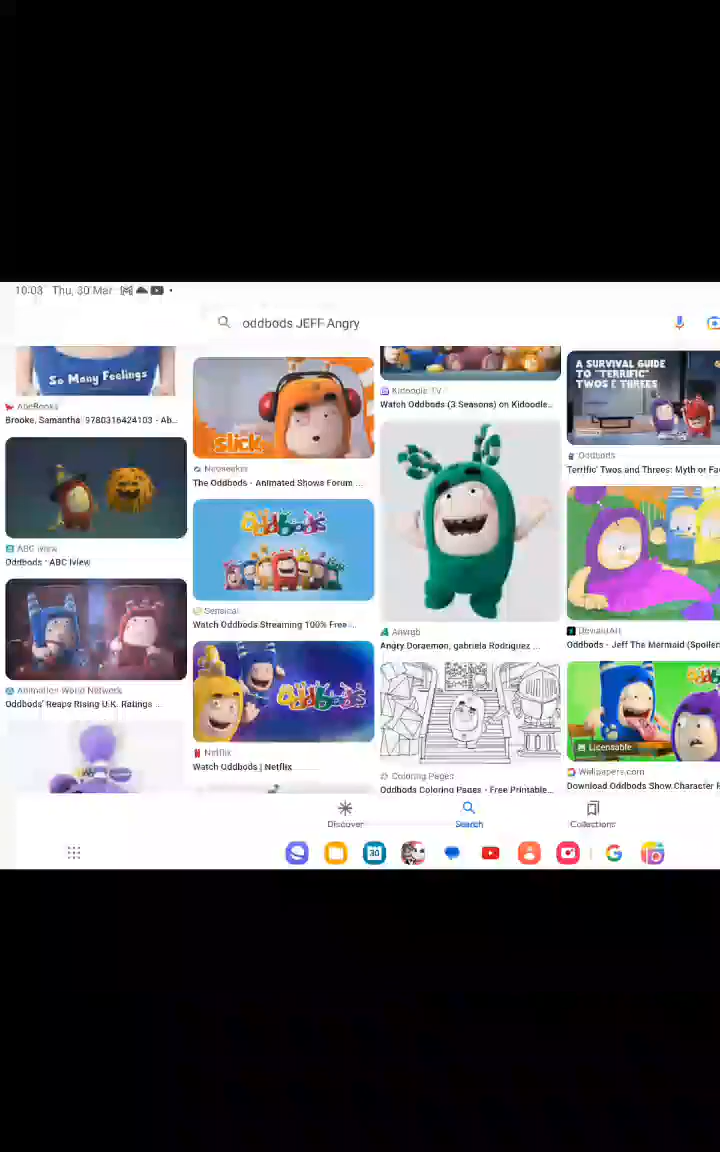 10:03 Thu, 30 Mar
oddbods JEFF Angry
So Many Feelings
AbeBooks
Brooke, Samantha 9780316424103 - Ab...
ABC iview
Oddbods : ABC iview
Animation World Network
Oddbods' Reaps Rising U.K. Ratings ...
slick
Neoseeker
The Oddbods - Animated Shows Forum ...
Oddbods
Sensical
Watch Oddbods Streaming 100% Free ...
Oddbods
Netflix
Watch Oddbods | Netflix
Kidoodle.TV
Watch Oddbods (3 Seasons) on Kidoodle...
Anyrgb
Angry Doraemon, gabriela Rodriguez ...
Coloring Pages
Oddbods Coloring Pages - Free Printable...
A SURVIVAL GUIDE
TO "TERRIFIC"
TWOS & THREES
Oddbods
Terrific' Twos and Threes: Myth or Fa
DeviantArt
Oddbods - Jeff The Mermaid (Spoiler
Licensable
Wallpapers.com
Download Oddbods Show Character
Discover
Search
Collections
30